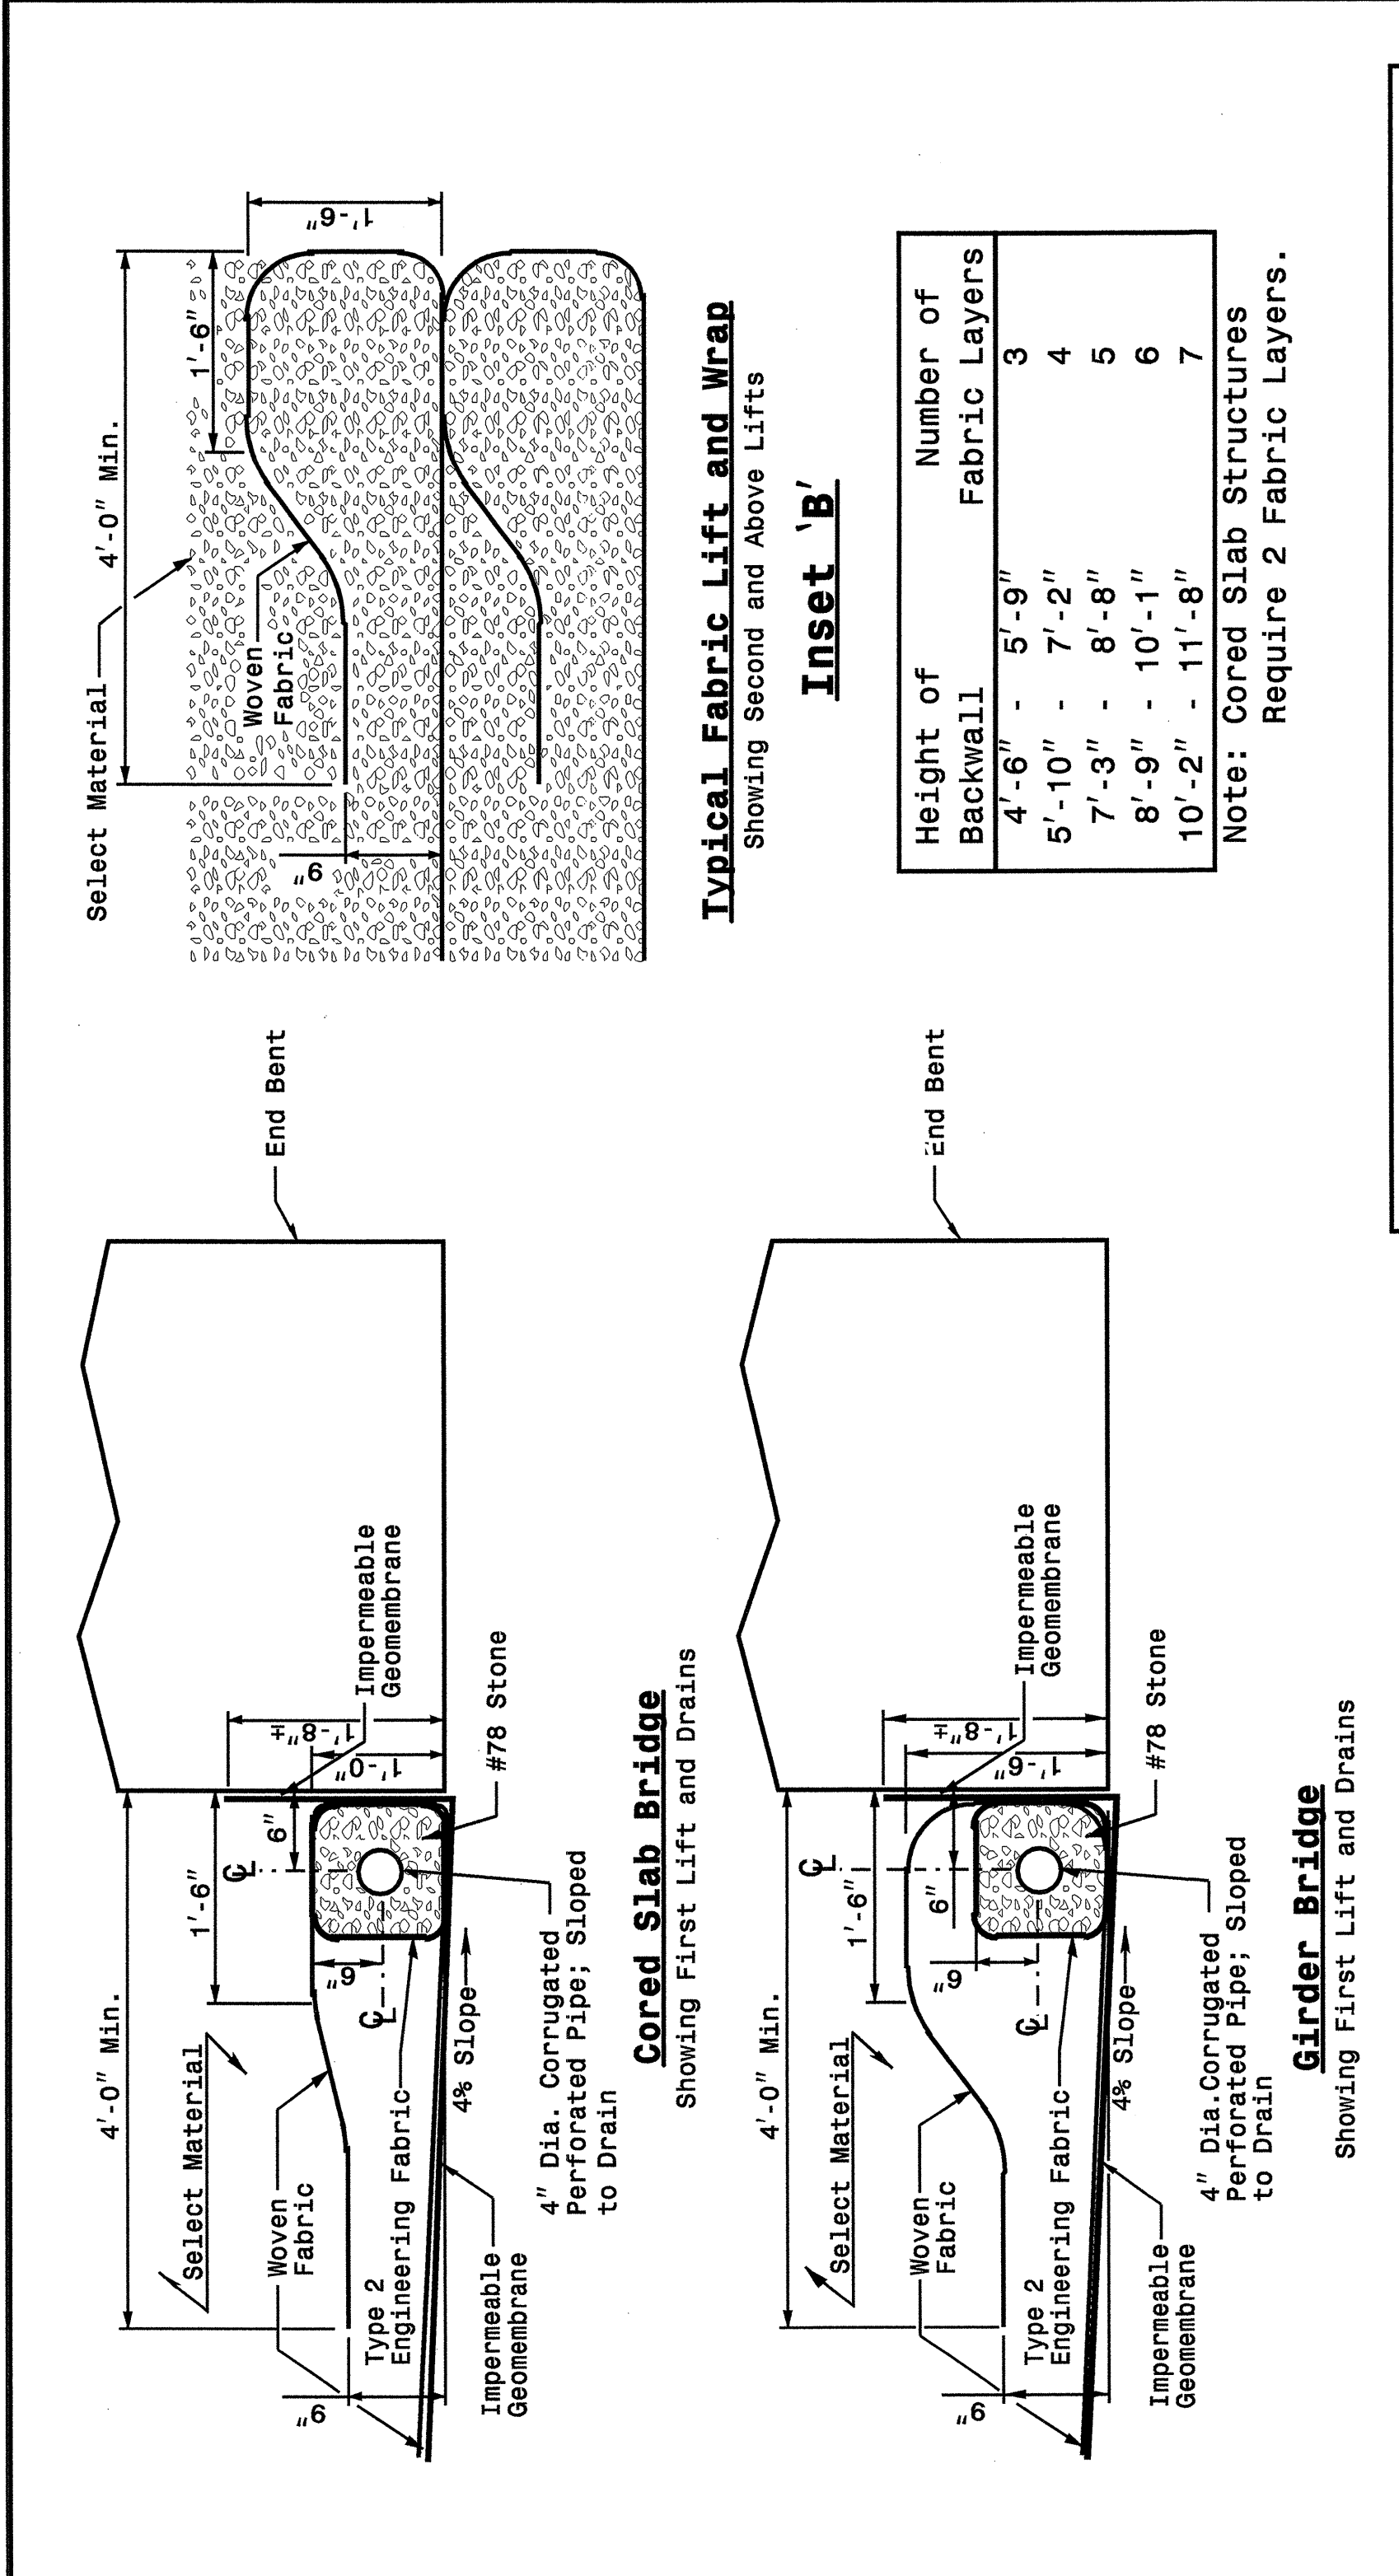 4'-0" Min.
Select Material
1'-6"
6"
C̲L
End Bent
Woven
Fabric
6"
C̲L
1'-8"±
1'-0"
Impermeable
Geomembrane
9"
Type 2
Engineering Fabric
4% Slope
#78 Stone
Impermeable
Geomembrane
4" Dia. Corrugated
Perforated Pipe; Sloped
to Drain
Cored Slab Bridge
Showing First Lift and Drains
4'-0" Min.
Select Material
1'-6"
C̲L
End Bent
Woven
Fabric
6"
6"
C̲L
1'-8"±
1'-6"
Impermeable
Geomembrane
9"
Type 2
Engineering Fabric
4% Slope
#78 Stone
Impermeable
Geomembrane
4" Dia.Corrugated
Perforated Pipe; Sloped
to Drain
Girder Bridge
Showing First Lift and Drains
Select Material
4'-0" Min.
1'-6"
1'-6"
Woven
Fabric
9"
Typical Fabric Lift and Wrap
Showing Second and Above Lifts
Inset 'B'
Height of Number of
Backwall Fabric Layers
4'-6" - 5'-9" 3
5'-10" - 7'-2" 4
7'-3" - 8'-8" 5
8'-9" - 10'-1" 6
10'-2" - 11'-8" 7
Note: Cored Slab Structures
Require 2 Fabric Layers.